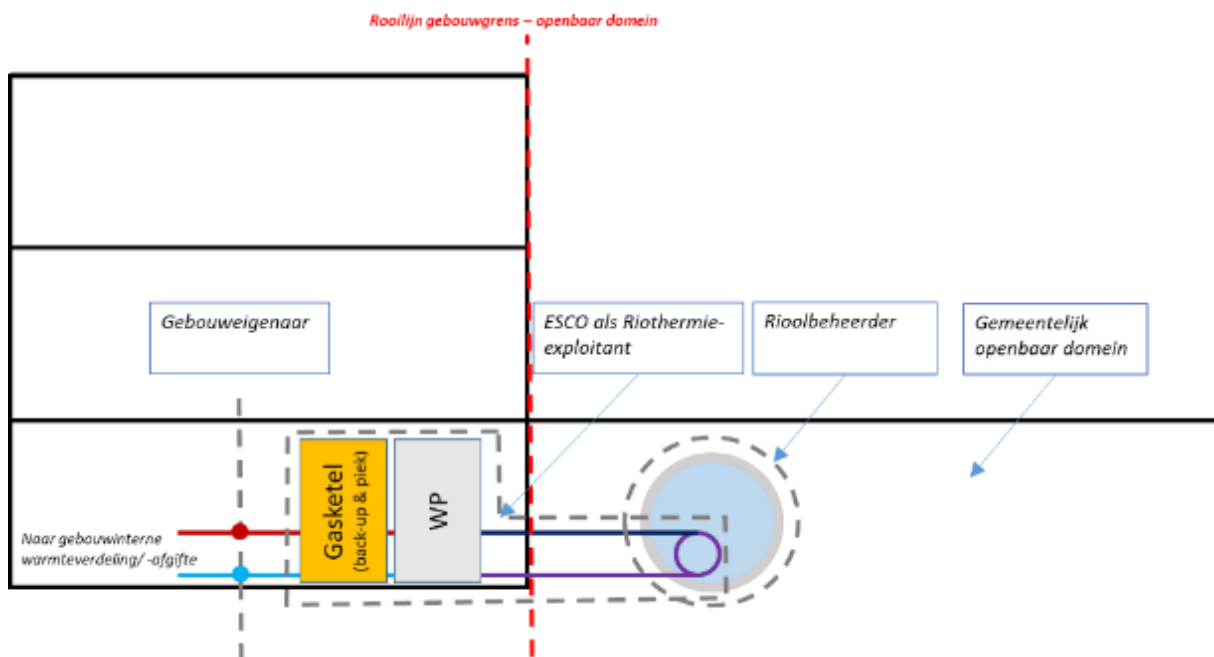 Rooilijn gebouwgrens – openbaar domein
Gebouweigenaar
ESCO als Riothermie-
exploitant
Rioolbeheerder
Gemeentelijk
openbaar domein
Gasketel
(back-up & piek)
WP
Naar gebouwinterne
warmteverdeling/ -afgifte